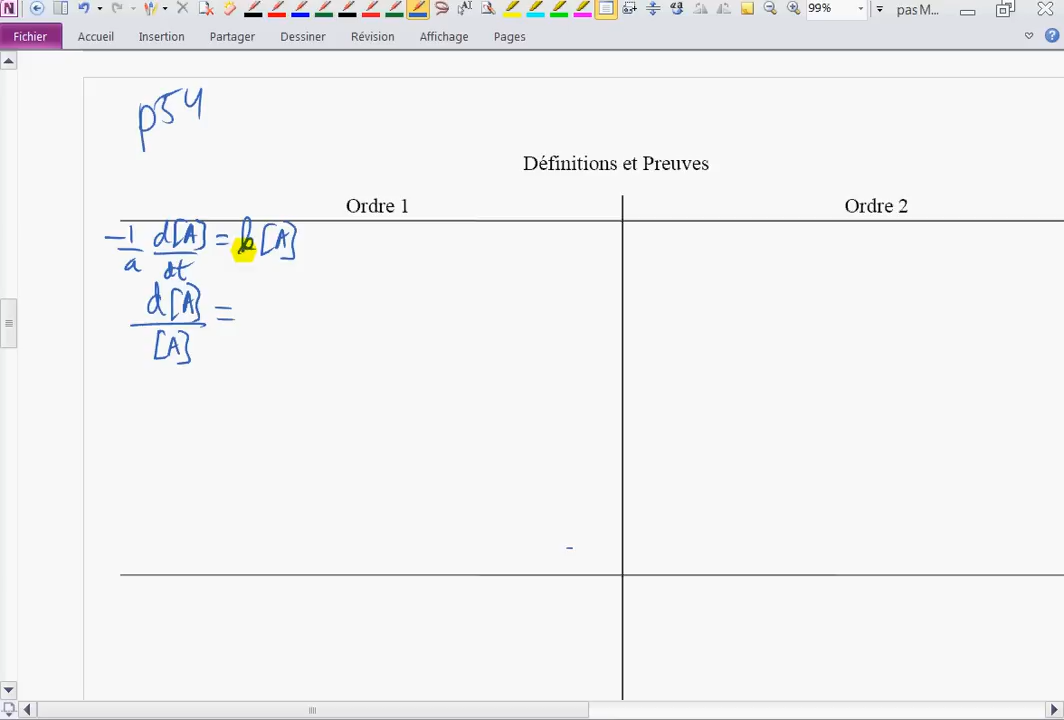 99%
pas M...
Fichier Accueil Insertion Partager Dessiner Révision Affichage Pages
p54
Définitions et Preuves
Ordre 1 Ordre 2
-1/a d[A]/dt = k[A]
d[A]/[A] =